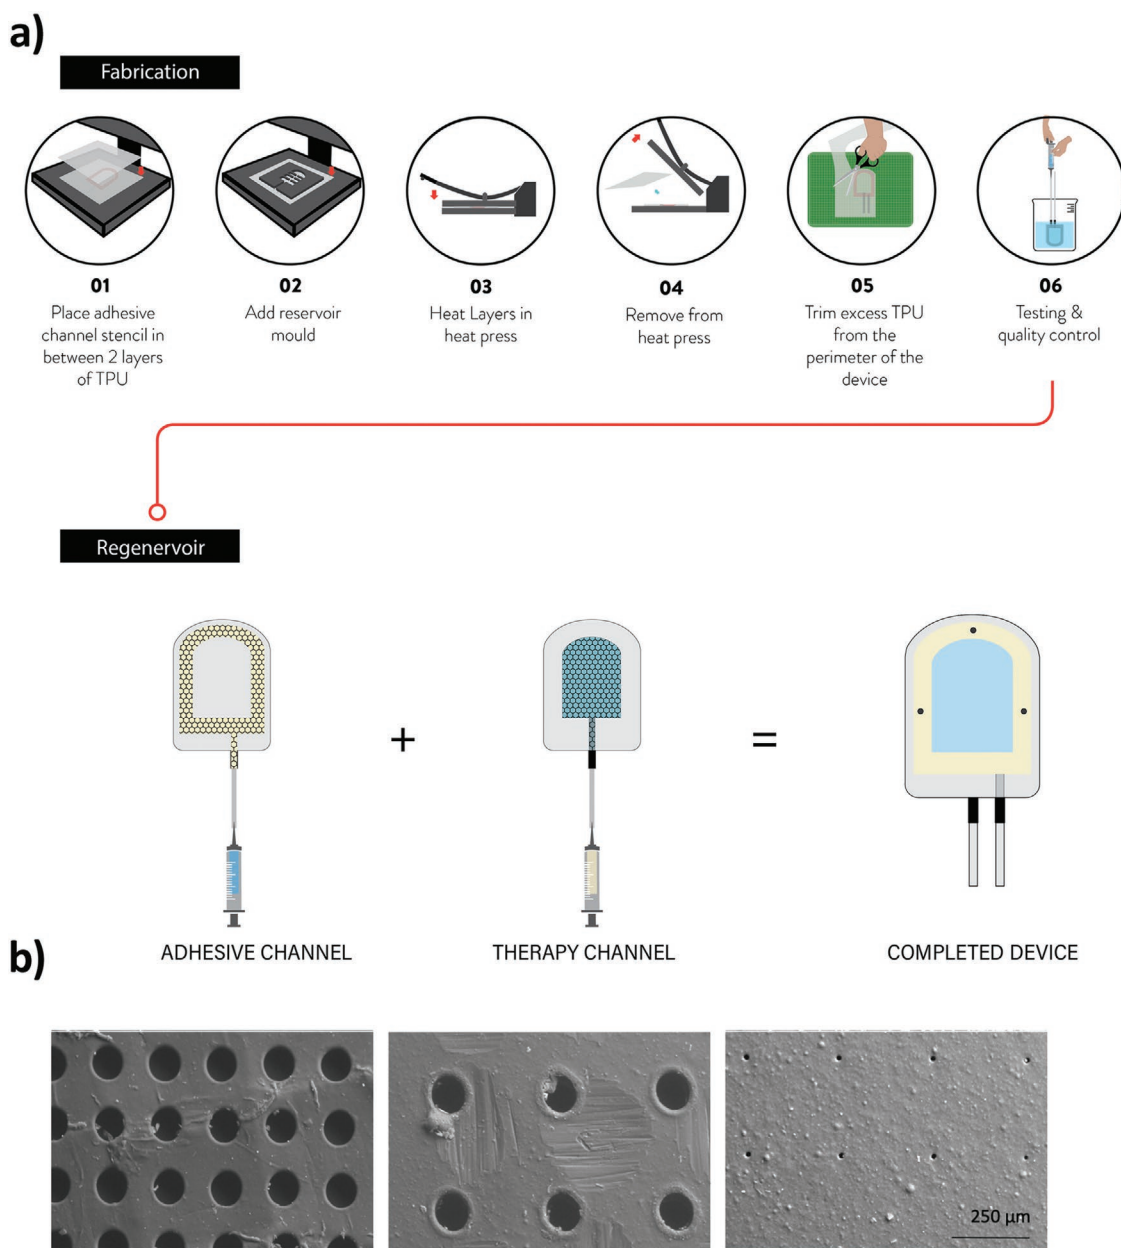 a)
Fabrication
01
Place adhesive
channel stencil in
between 2 layers
of TPU
02
Add reservoir
mould
03
Heat Layers in
heat press
04
Remove from
heat press
05
Trim excess TPU
from the
perimeter of the
device
06
Testing &
quality control
Regenervoir
+
=
ADHESIVE CHANNEL
THERAPY CHANNEL
COMPLETED DEVICE
b)
250 µm